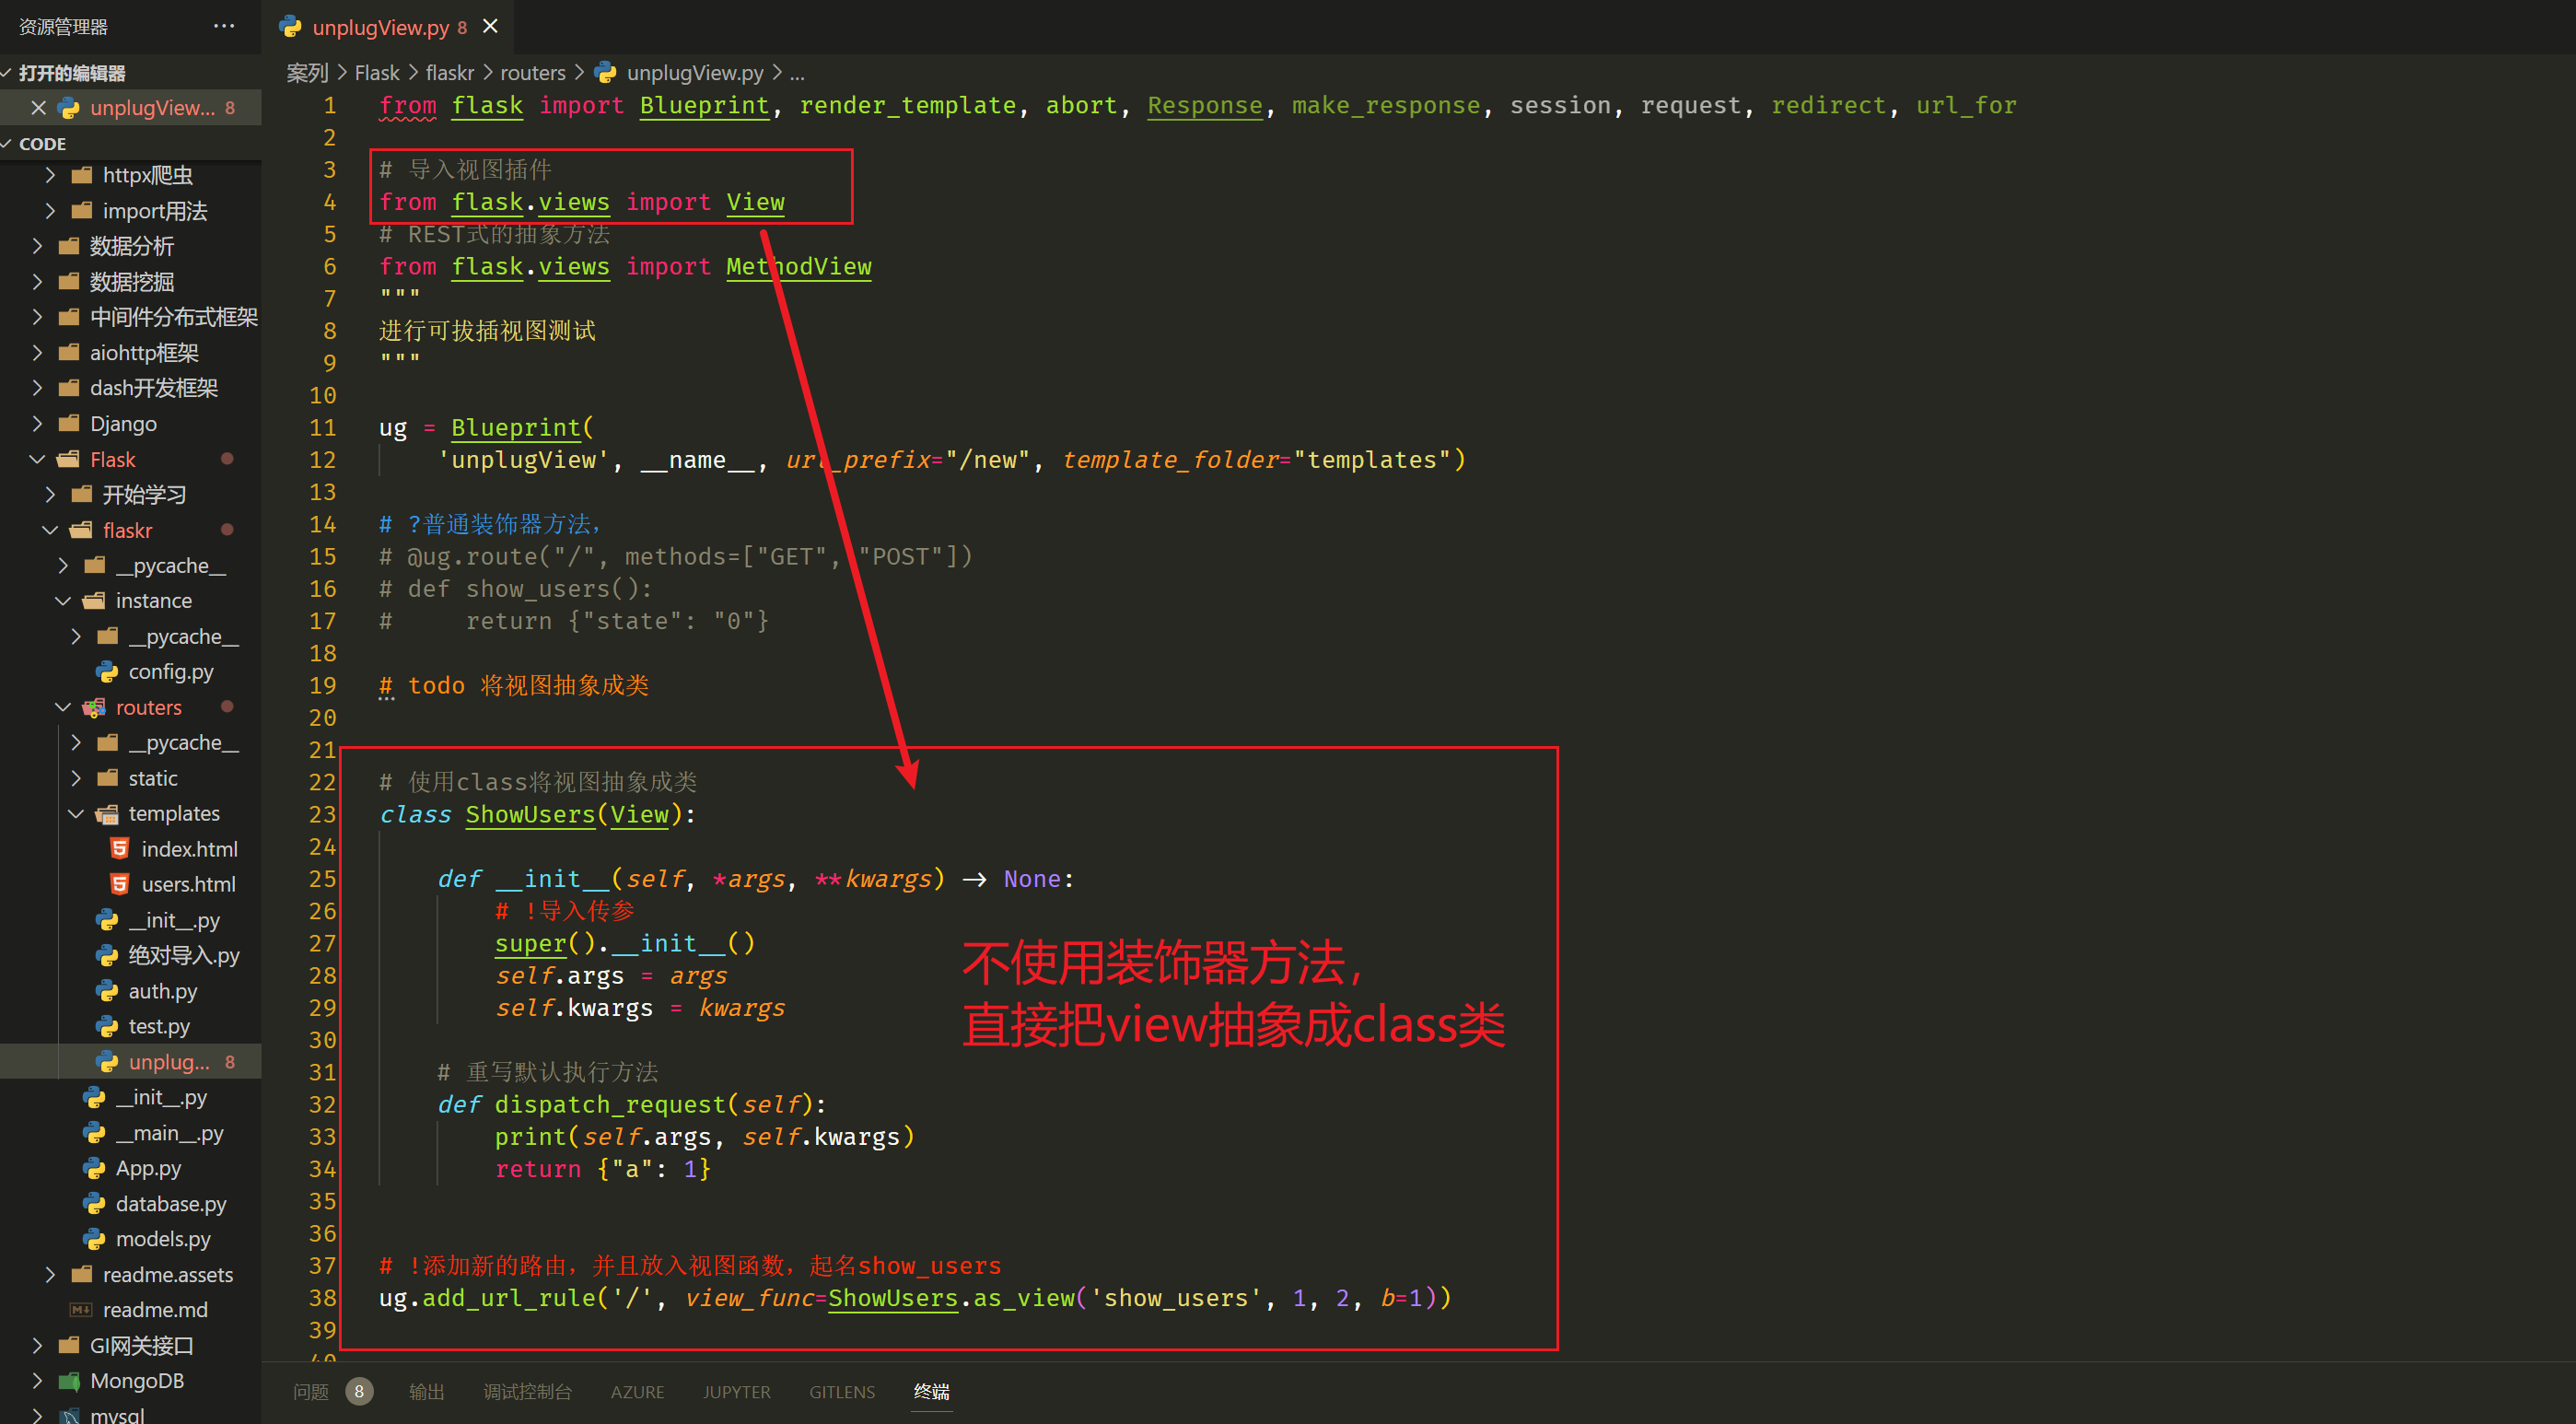 资源管理器 ···
打开的编辑器
unplugView... 8
CODE
httpx爬虫
import用法
数据分析
数据挖掘
中间件分布式框架
aiohttp框架
dash开发框架
Django
Flask
开始学习
flaskr
__pycache__
instance
__pycache__
config.py
routers
__pycache__
static
templates
index.html
users.html
__init__.py
绝对导入.py
auth.py
test.py
unplug... 8
__init__.py
__main__.py
App.py
database.py
models.py
readme.assets
readme.md
GI网关接口
MongoDB
mysql
unplugView.py 8
案列 > Flask > flaskr > routers > unplugView.py > ...
1 from flask import Blueprint, render_template, abort, Response, make_response, session, request, redirect, url_for
2
3 # 导入视图插件
4 from flask.views import View
5 # REST式的抽象方法
6 from flask.views import MethodView
7 """
8 进行可拔插视图测试
9 """
10
11 ug = Blueprint(
12     'unplugView', __name__, url_prefix="/new", template_folder="templates")
13
14 # ?普通装饰器方法，
15 # @ug.route("/", methods=["GET", "POST"])
16 # def show_users():
17 #     return {"state": "0"}
18
19 # todo 将视图抽象成类
20
21
22 # 使用class将视图抽象成类
23 class ShowUsers(View):
24
25     def __init__(self, *args, **kwargs) -> None:
26         # !导入传参
27         super().__init__()
28         self.args = args
29         self.kwargs = kwargs
30
31     # 重写默认执行方法
32     def dispatch_request(self):
33         print(self.args, self.kwargs)
34         return {"a": 1}
35
36
37 # !添加新的路由，并且放入视图函数，起名show_users
38 ug.add_url_rule('/', view_func=ShowUsers.as_view('show_users', 1, 2, b=1))
39
40
不使用装饰器方法，
直接把view抽象成class类
问题 8 输出 调试控制台 AZURE JUPYTER GITLENS 终端